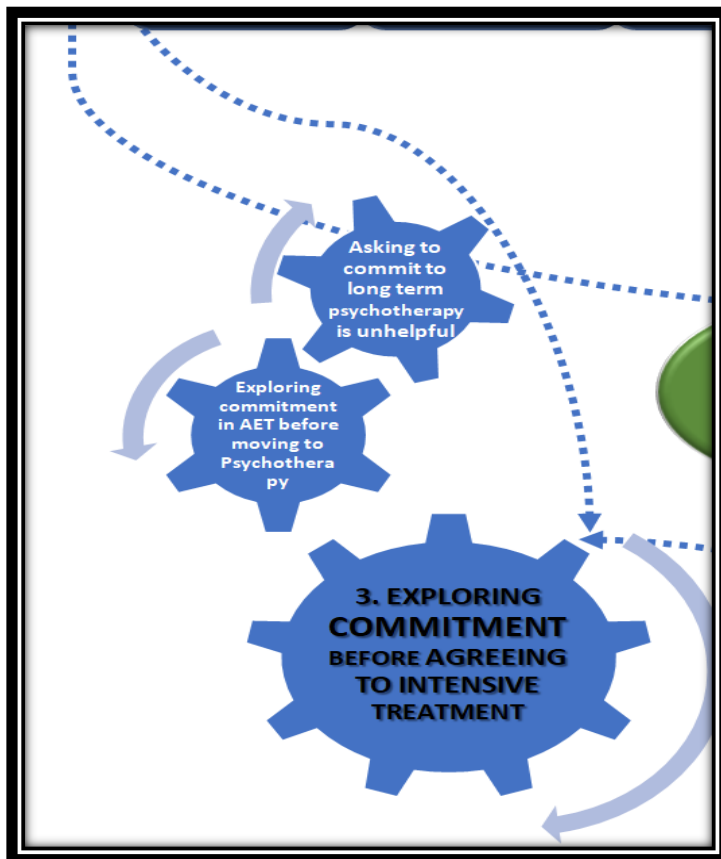 Asking to
commit to
long term
psychotherapy
is unhelpful
Exploring
commitment
in AET before
moving to
Psychothera
py
3. EXPLORING
COMMITMENT
BEFORE AGREEING
TO INTENSIVE
TREATMENT